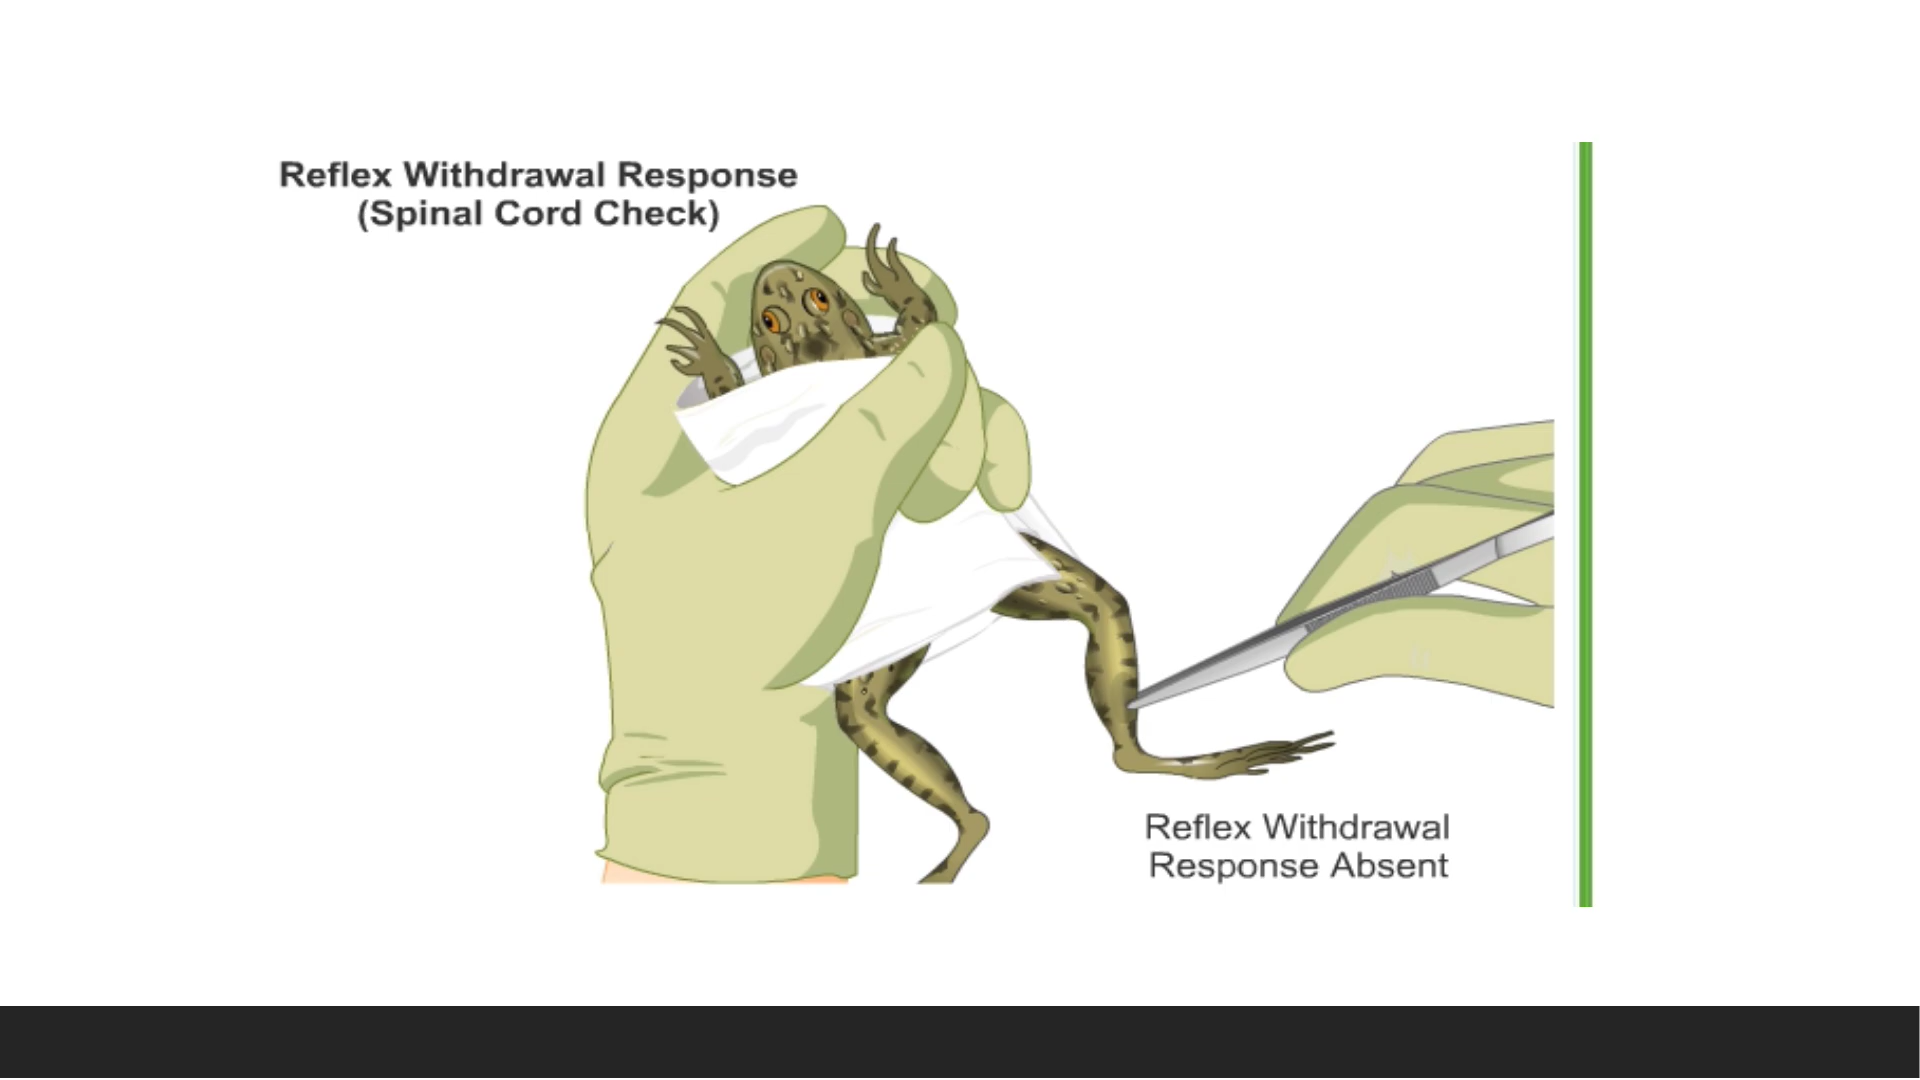 Reflex Withdrawal Response
(Spinal Cord Check)
Reflex Withdrawal
Response Absent